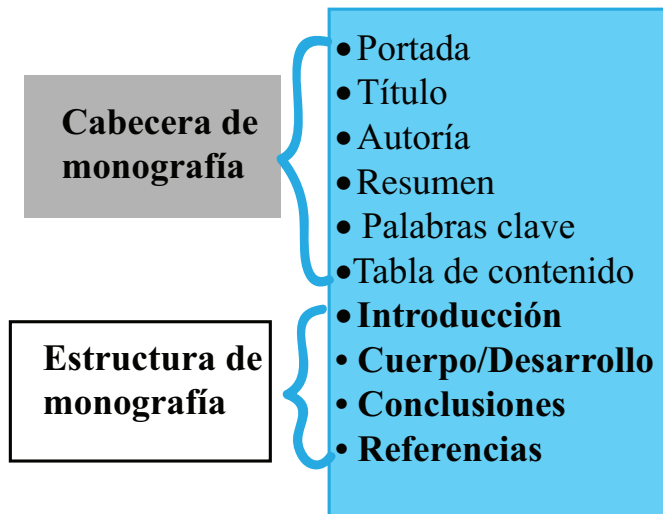 Cabecera de
monografía
• Portada
• Título
• Autoría
• Resumen
• Palabras clave
• Tabla de contenido
Estructura de
monografía
• Introducción
• Cuerpo/Desarrollo
• Conclusiones
• Referencias